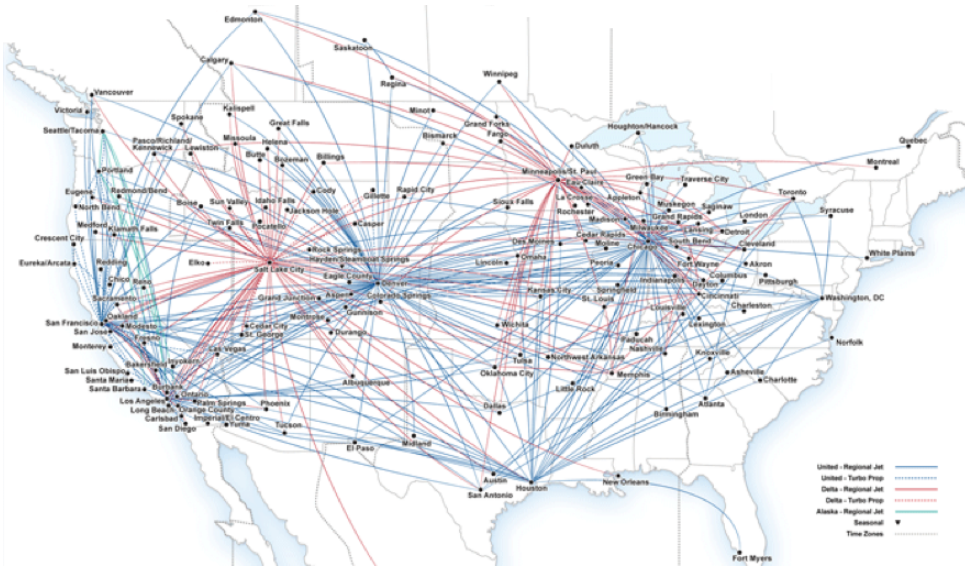 Edmonton
Saskatoon
Calgary
Regina
Winnipeg
Vancouver
Victoria
Kalispell
Minot
Grand Forks
Houghton/Hancock
Quebec
Seattle/Tacoma
Spokane
Great Falls
Fargo
Pasco/Richland/
Kennewick
Lewiston
Missoula
Helena
Bismarck
Duluth
Butte
Bozeman
Billings
Montreal
Portland
Minneapolis/St. Paul
Eau Claire
Green Bay
Traverse City
Eugene
Redmond/Bend
Boise
Sun Valley
Idaho Falls
Cody
Gillette
Rapid City
La Crosse
Appleton
Toronto
North Bend
Jackson Hole
Sioux Falls
Rochester
Muskegon
Saginaw
Medford
Klamath Falls
Twin Falls
Pocatello
Casper
Madison
Milwaukee
Grand Rapids
Lansing
London
Syracuse
Crescent City
Des Moines
Cedar Rapids
Moline
Chicago
South Bend
Detroit
Cleveland
Rock Springs
Hayden/Steamboat Springs
Omaha
White Plains
Eureka/Arcata
Redding
Elko
Salt Lake City
Eagle County
Denver
Lincoln
Peoria
Fort Wayne
Akron
Chico
Reno
Indianapolis
Dayton
Columbus
Pittsburgh
Sacramento
Grand Junction
Aspen
Colorado Springs
Kansas City
Springfield
St. Louis
Cincinnati
Washington, DC
Oakland
Gunnison
Montrose
Louisville
Charleston
San Francisco
Modesto
Cedar City
St. George
Durango
Wichita
Lexington
San Jose
Fresno
Paducah
Nashville
Norfolk
Monterey
Las Vegas
Tulsa
Northwest Arkansas
Knoxville
Bakersfield
Inyokern
San Luis Obispo
Oklahoma City
Memphis
Asheville
Santa Maria
Burbank
Albuquerque
Little Rock
Charlotte
Santa Barbara
Ontario
Los Angeles
Palm Springs
Phoenix
Dallas
Atlanta
Long Beach
Orange County
Birmingham
Carlsbad
Imperial/El Centro
San Diego
Yuma
Tucson
El Paso
Midland
Austin
Houston
New Orleans
San Antonio
Fort Myers
United - Regional Jet
United - Turbo Prop
Delta - Regional Jet
Delta - Turbo Prop
Alaska - Regional Jet
Seasonal
Time Zones